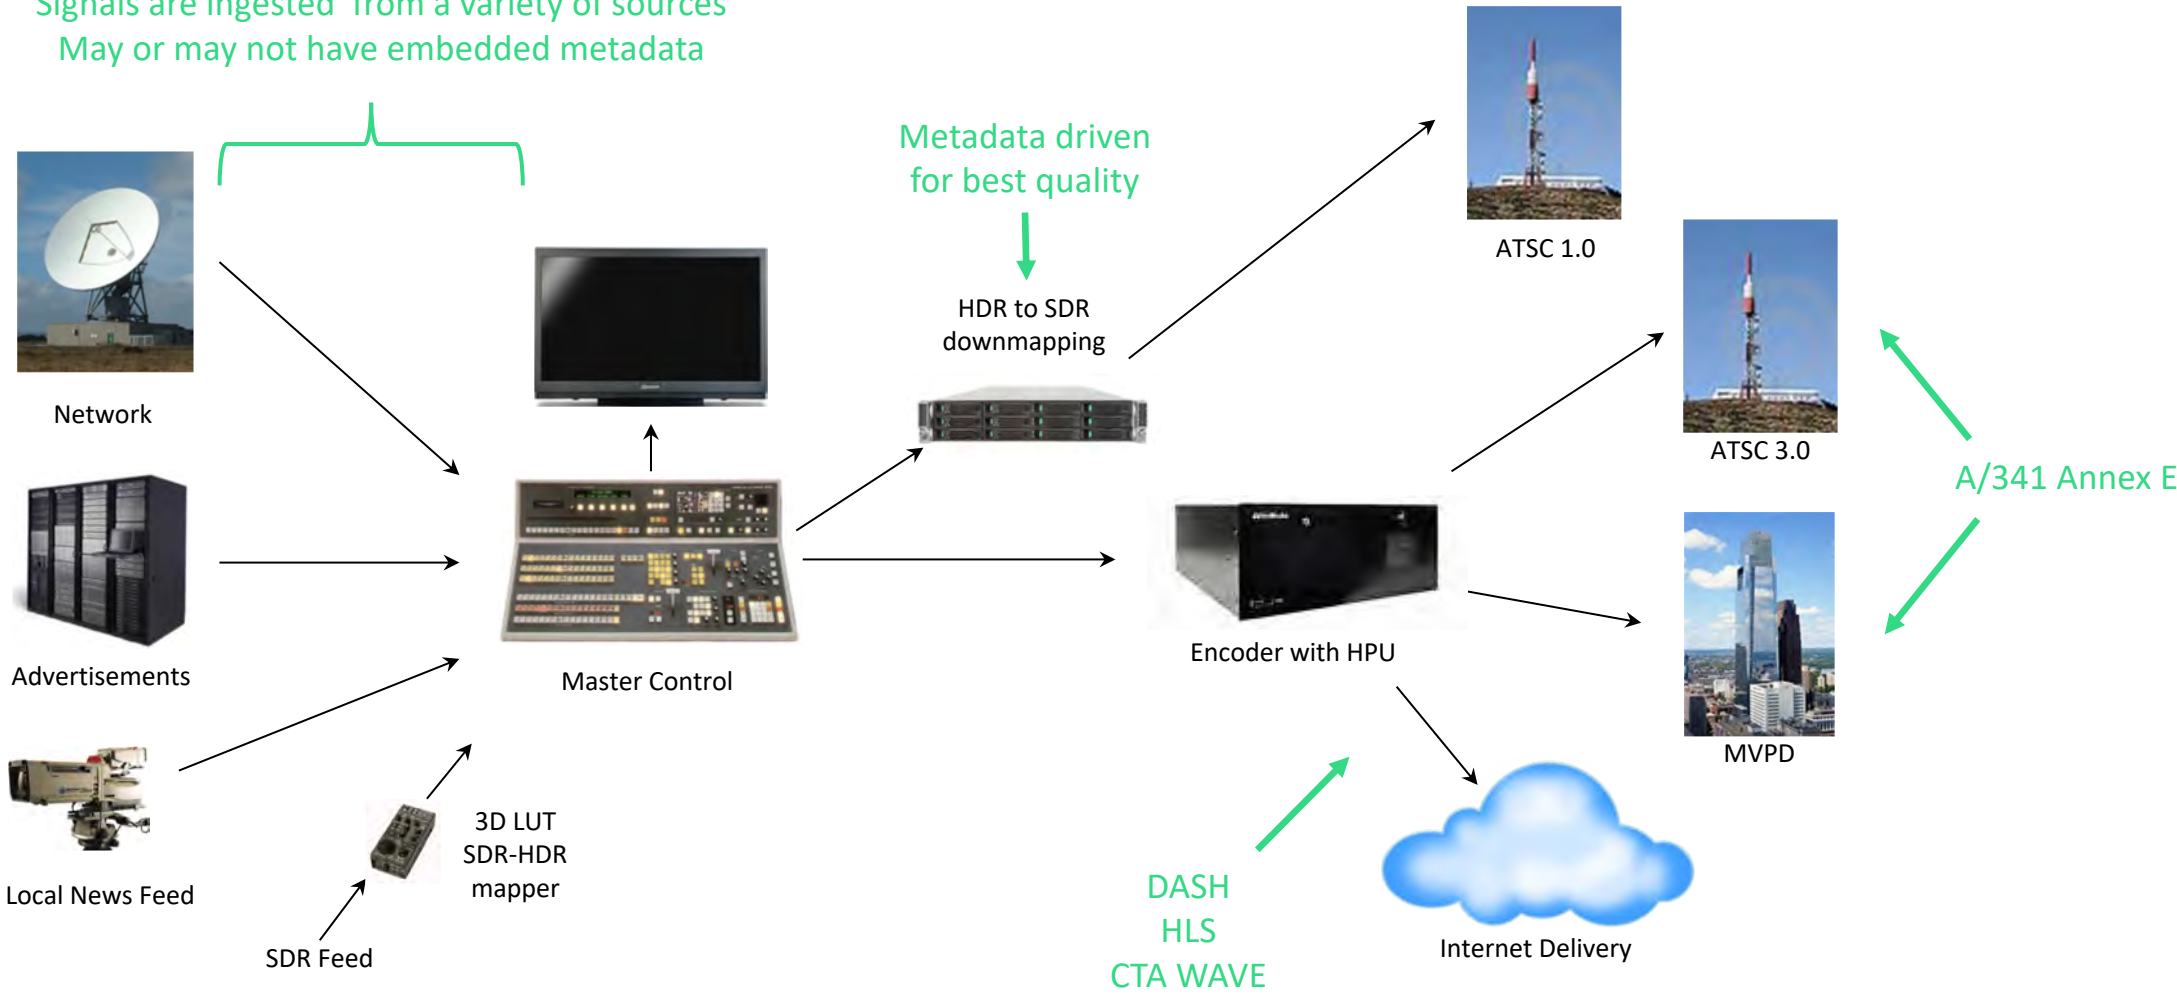 Signals are ingested from a variety of sources
May or may not have embedded metadata
Metadata driven
for best quality
ATSC 1.0
HDR to SDR
downmapping
Network
ATSC 3.0
A/341 Annex E
Encoder with HPU
Advertisements
Master Control
MVPD
3D LUT
SDR-HDR
mapper
Local News Feed
SDR Feed
DASH
HLS
CTA WAVE
Internet Delivery